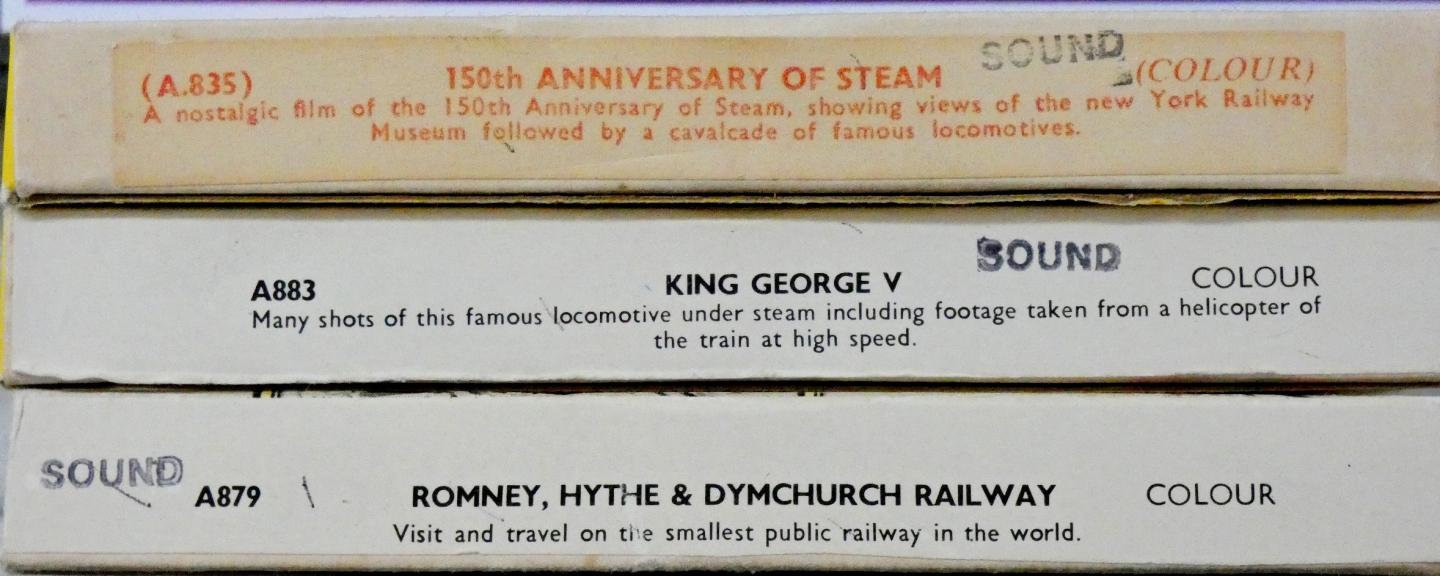 SOUND
(A.835) 150th ANNIVERSARY OF STEAM (COLOUR)
A nostalgic film of the 150th Anniversary of Steam, showing views of the new York Railway
Museum followed by a cavalcade of famous locomotives.
SOUND
A883 KING GEORGE V COLOUR
Many shots of this famous locomotive under steam including footage taken from a helicopter of
the train at high speed.
SOUND
A879 ROMNEY, HYTHE & DYMCHURCH RAILWAY COLOUR
Visit and travel on the smallest public railway in the world.